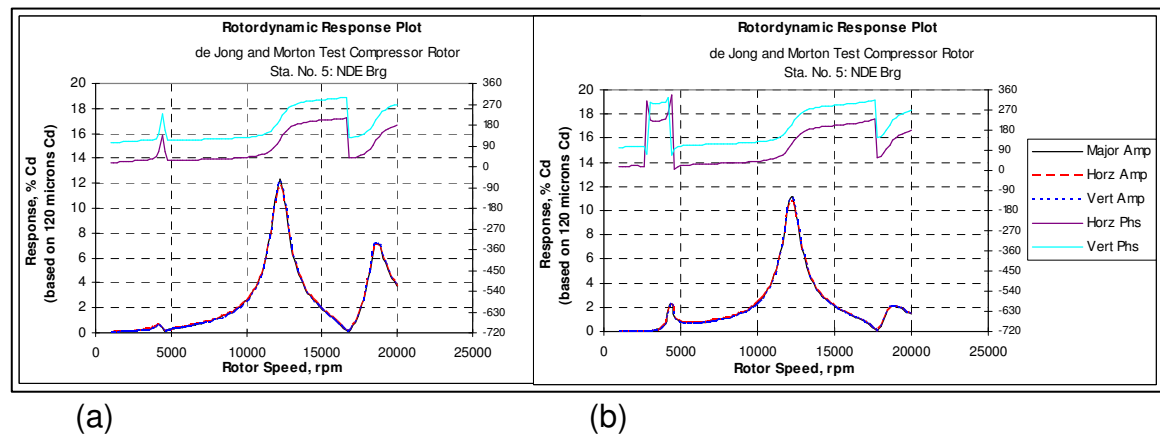 Rotordynamic Response Plot
de Jong and Morton Test Compressor Rotor
Sta. No. 5: NDE Brg
Response, % Cd
(based on 120 microns Cd)
20
18
16
14
12
10
8
6
4
2
0
360
270
180
90
0
-90
-180
-270
-360
-450
-540
-630
-720
0 5000 10000 15000 20000 25000
Rotor Speed, rpm
(a)
Rotordynamic Response Plot
de Jong and Morton Test Compressor Rotor
Sta. No. 5: NDE Brg
Response, % Cd
(based on 120 microns Cd)
20
18
16
14
12
10
8
6
4
2
0
360
270
180
90
0
-90
-180
-270
-360
-450
-540
-630
-720
0 5000 10000 15000 20000 25000
Rotor Speed, rpm
(b)
Major Amp
Horz Amp
Vert Amp
Horz Phs
Vert Phs